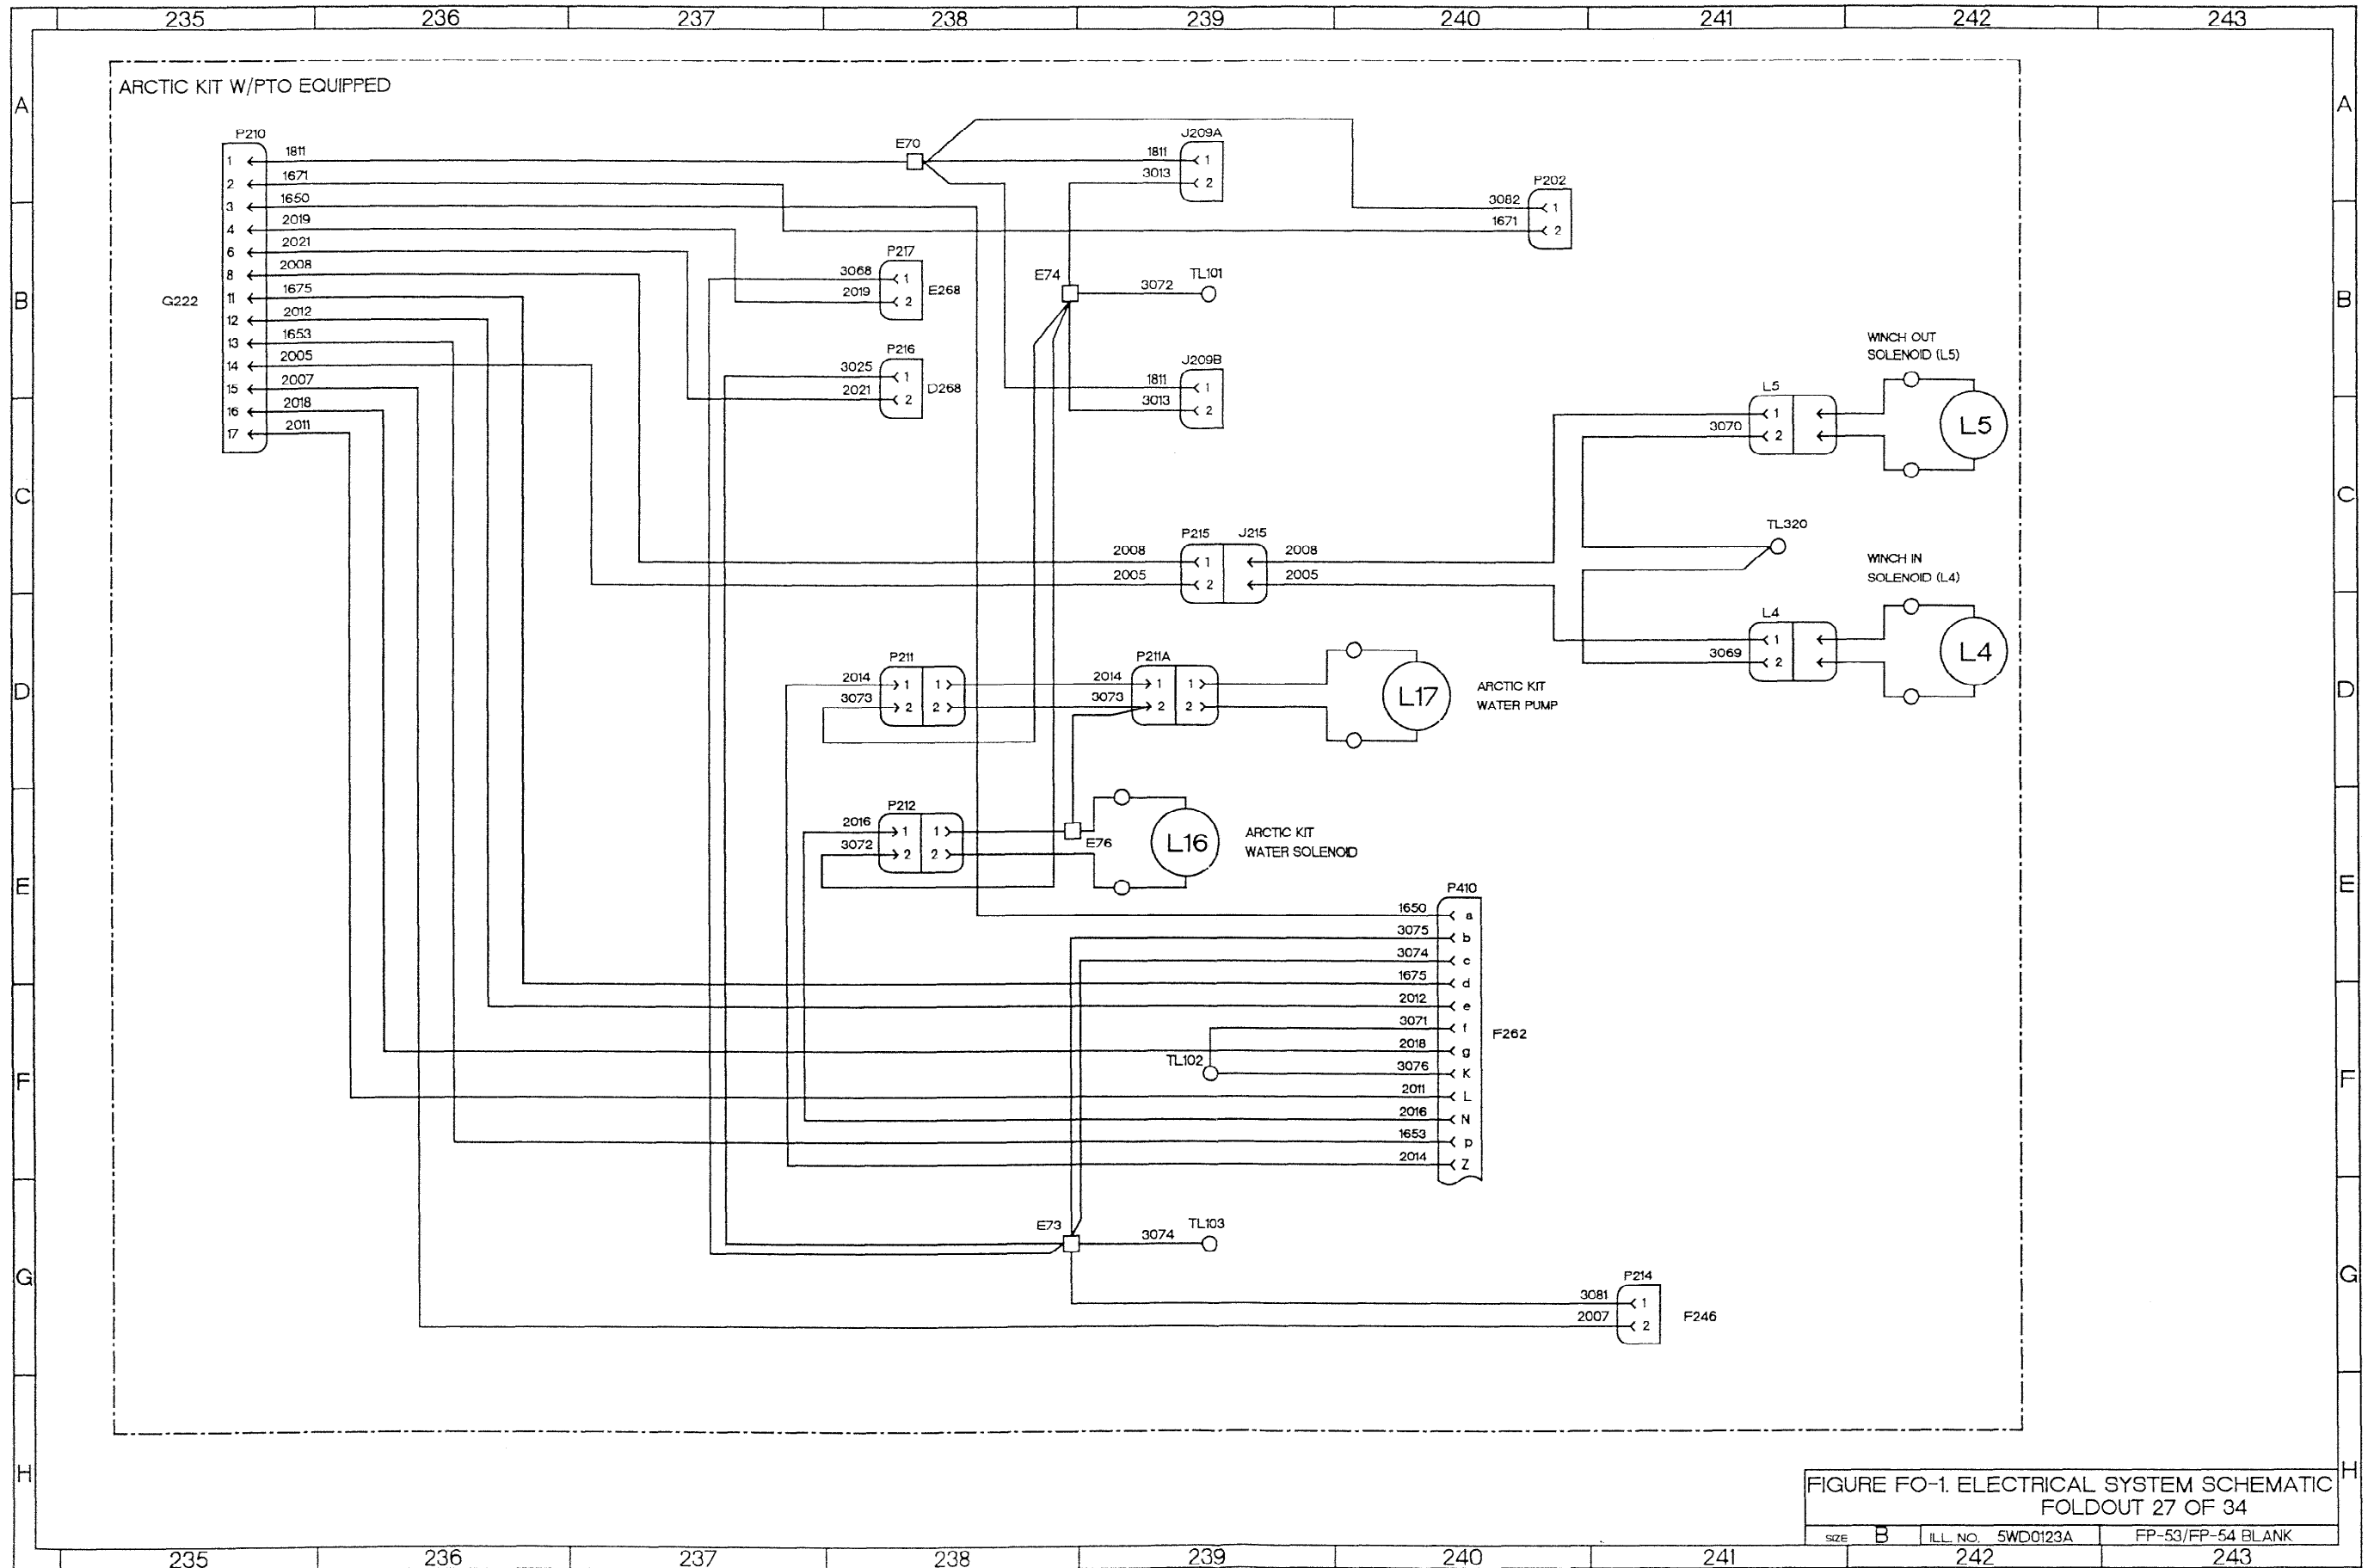 235 236 237 238 239 240 241 242 243
ARCTIC KIT W/PTO EQUIPPED
A
A
B
B
C
C
D
D
E
E
F
F
G
G
H
H
P210
G222
1 1811
2 1671
3 1650
4 2019
6 2021
8 2008
11 1675
12 2012
13 1653
14 2005
15 2007
16 2018
17 2011
E70
J209A
1811 1
3013 2
P202
3082 1
1671 2
P217
3068 1
2019 2
E268
E74
3072
TL101
P216
3025 1
2021 2
D268
J209B
1811 1
3013 2
WINCH OUT
SOLENOID (L5)
L5
1
3070 2
L5
TL320
P215 J215
2008 1 2008
2005 2 2005
WINCH IN
SOLENOID (L4)
L4
1
3069 2
L4
P211
2014 1 1
3073 2 2
P211A
2014 1 1
3073 2 2
L17
ARCTIC KIT
WATER PUMP
P212
2016 1 1
3072 2 2
E76
L16
ARCTIC KIT
WATER SOLENOID
P410
1650 a
3075 b
3074 c
1675 d
2012 e
3071 f
2018 g
3076 K
2011 L
2016 N
1653 p
2014 Z
F262
TL102
E73
3074
TL103
P214
3081 1
2007 2
F246
FIGURE FO-1. ELECTRICAL SYSTEM SCHEMATIC
FOLDOUT 27 OF 34
SIZE B ILL. NO. 5WD0123A FP-53/FP-54 BLANK
235 236 237 238 239 240 241 242 243